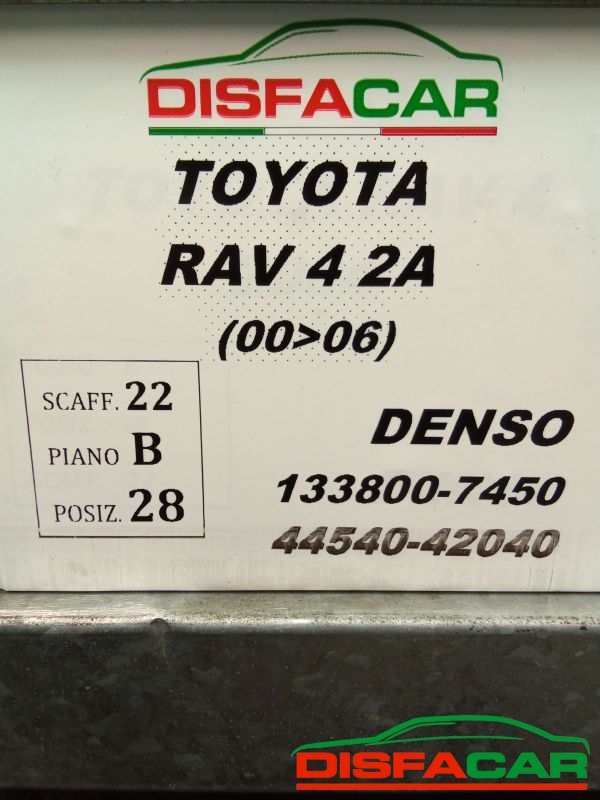 DISFACAR
TOYOTA
RAV 4 2A
(00>06)
SCAFF. 22
PIANO B
POSIZ. 28
DENSO
133800-7450
44540-42040
DISFACAR